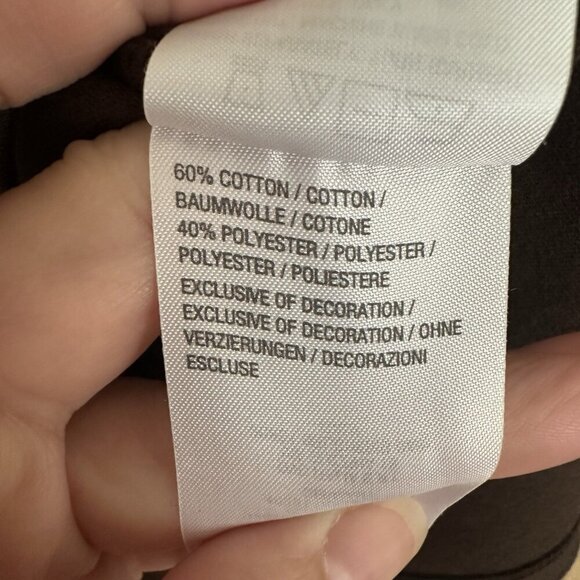 60% COTTON / COTTON /
BAUMWOLLE / COTONE
40% POLYESTER / POLYESTER /
POLYESTER / POLIESTERE
EXCLUSIVE OF DECORATION /
EXCLUSIVE OF DECORATION / OHNE
VERZIERUNGEN / DECORAZIONI
ESCLUSE